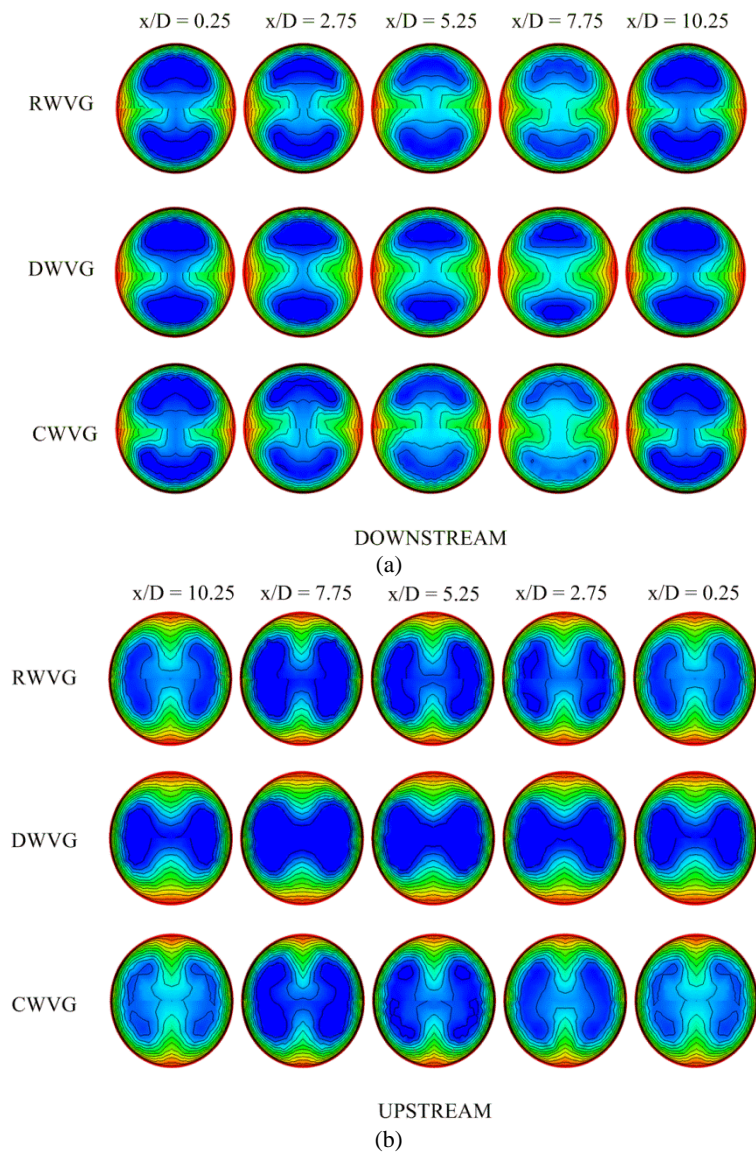 x/D = 0.25 x/D = 2.75 x/D = 5.25 x/D = 7.75 x/D = 10.25
RWVG
DWVG
CWVG
DOWNSTREAM
(a)
x/D = 10.25 x/D = 7.75 x/D = 5.25 x/D = 2.75 x/D = 0.25
RWVG
DWVG
CWVG
UPSTREAM
(b)